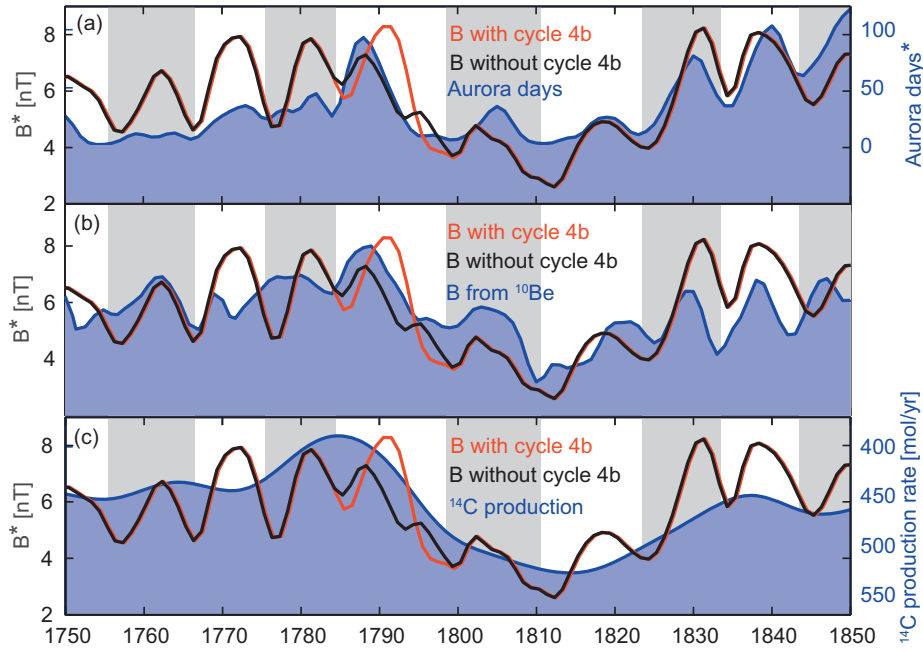 (a)
B with cycle 4b
B without cycle 4b
Aurora days
B* [nT]
8
6
4
2
100
50
0
Aurora days*
(b)
B with cycle 4b
B without cycle 4b
B from ¹⁰Be
B* [nT]
8
6
4
(c)
B with cycle 4b
B without cycle 4b
¹⁴C production
B* [nT]
8
6
4
2
400
450
500
550
¹⁴C production rate [mol/yr]
1750 1760 1770 1780 1790 1800 1810 1820 1830 1840 1850